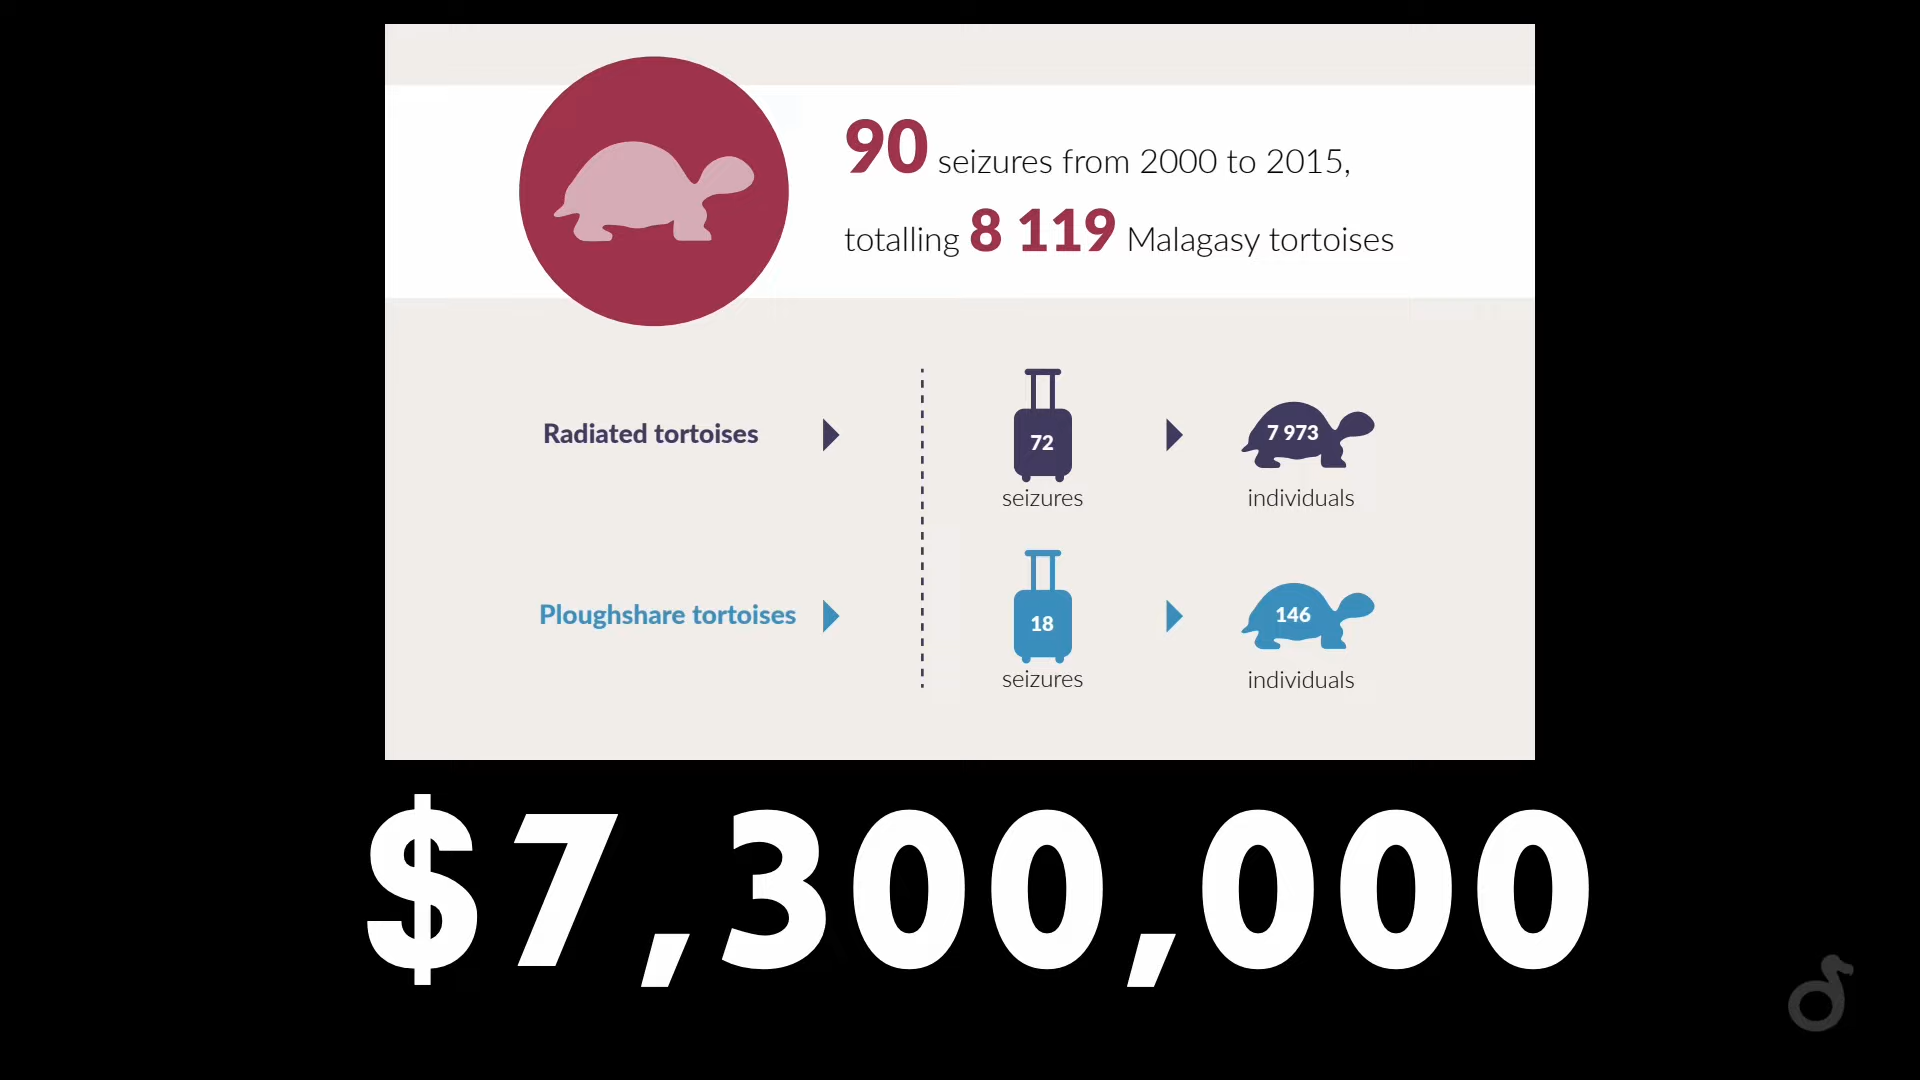 90 seizures from 2000 to 2015,
totalling 8 119 Malagasy tortoises
Radiated tortoises
72
seizures
7 973
individuals
Ploughshare tortoises
18
seizures
146
individuals
$7,300,000